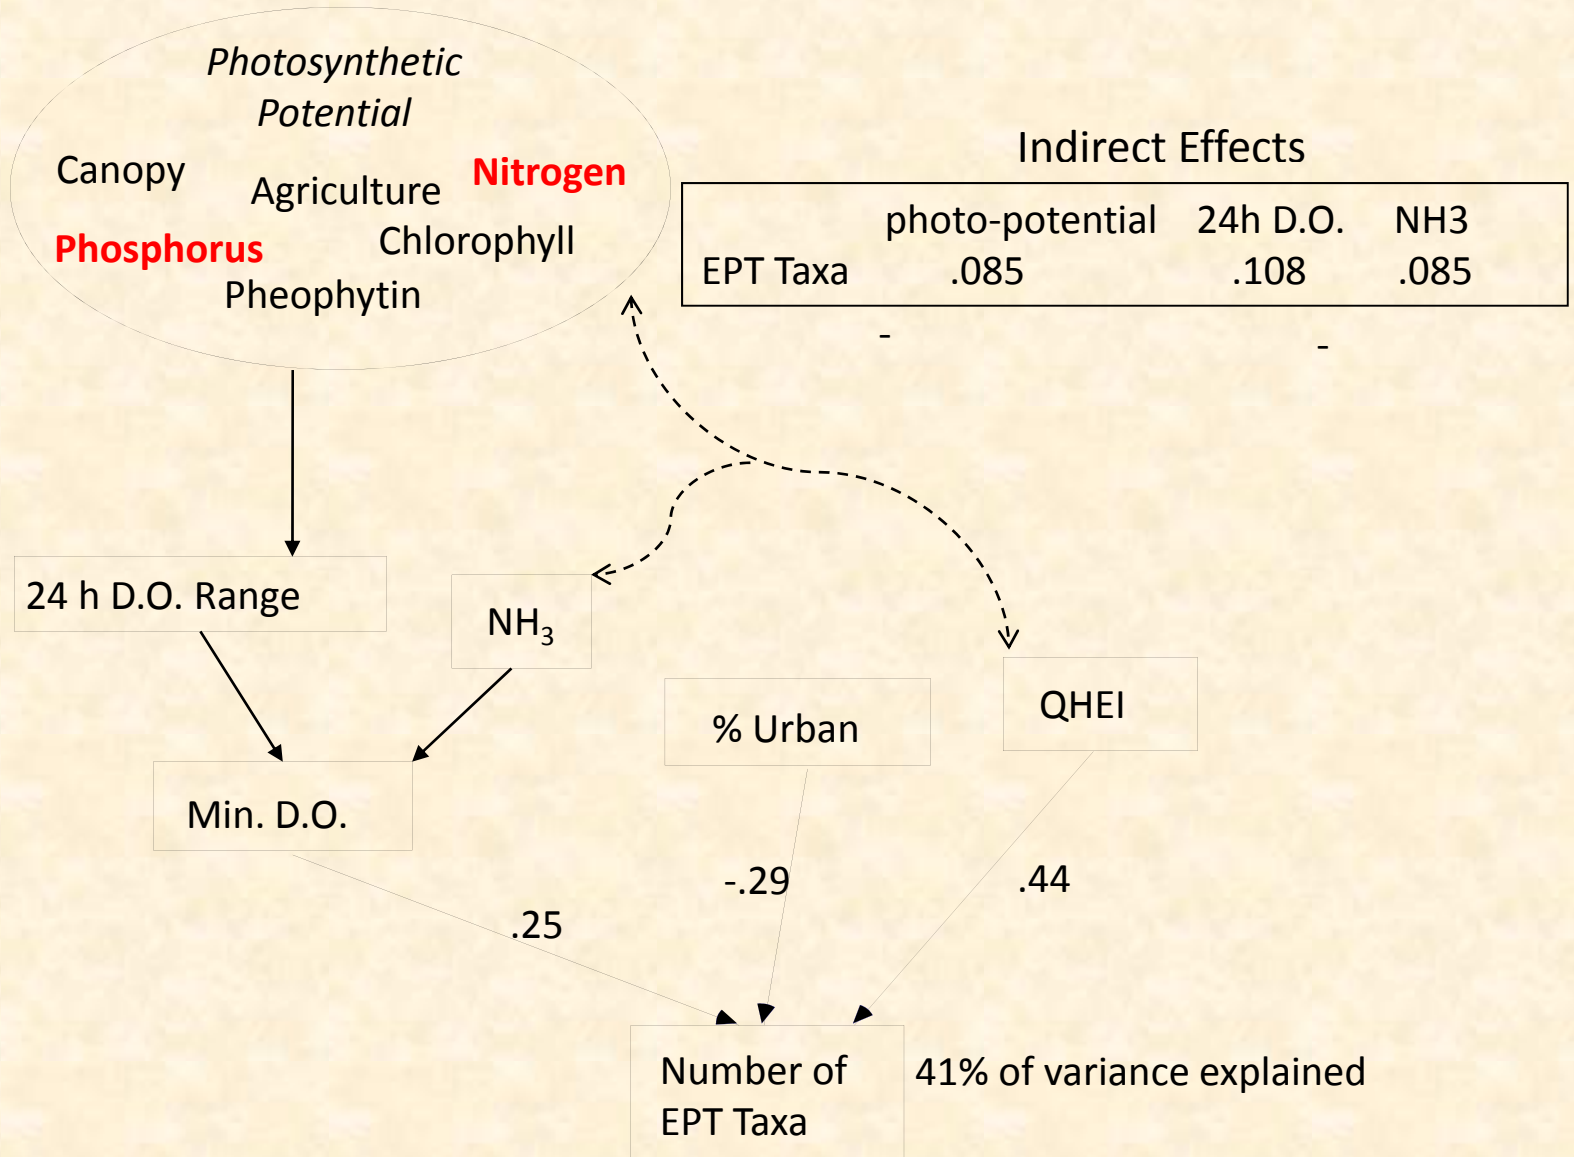 Photosynthetic
Potential
Canopy
Agriculture
Nitrogen
Phosphorus
Chlorophyll
Pheophytin
Indirect Effects
photo-potential 24h D.O. NH3
EPT Taxa .085 .108 .085
- -
24 h D.O. Range
NH₃
% Urban
QHEI
Min. D.O.
-.29
.44
.25
Number of
EPT Taxa
41% of variance explained